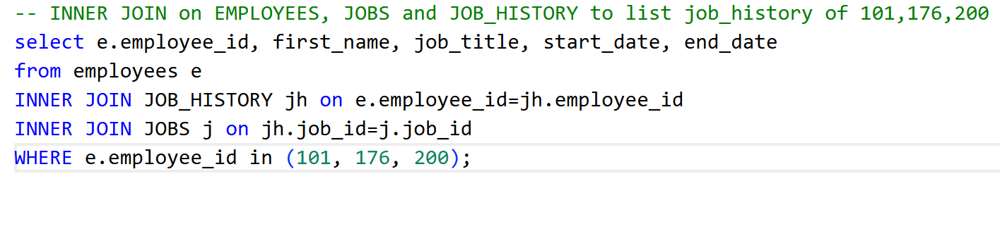 -- INNER JOIN on EMPLOYEES, JOBS and JOB_HISTORY to list job_history of 101,176,200
select e.employee_id, first_name, job_title, start_date, end_date
from employees e
INNER JOIN JOB_HISTORY jh on e.employee_id=jh.employee_id
INNER JOIN JOBS j on jh.job_id=j.job_id
WHERE e.employee_id in (101, 176, 200);